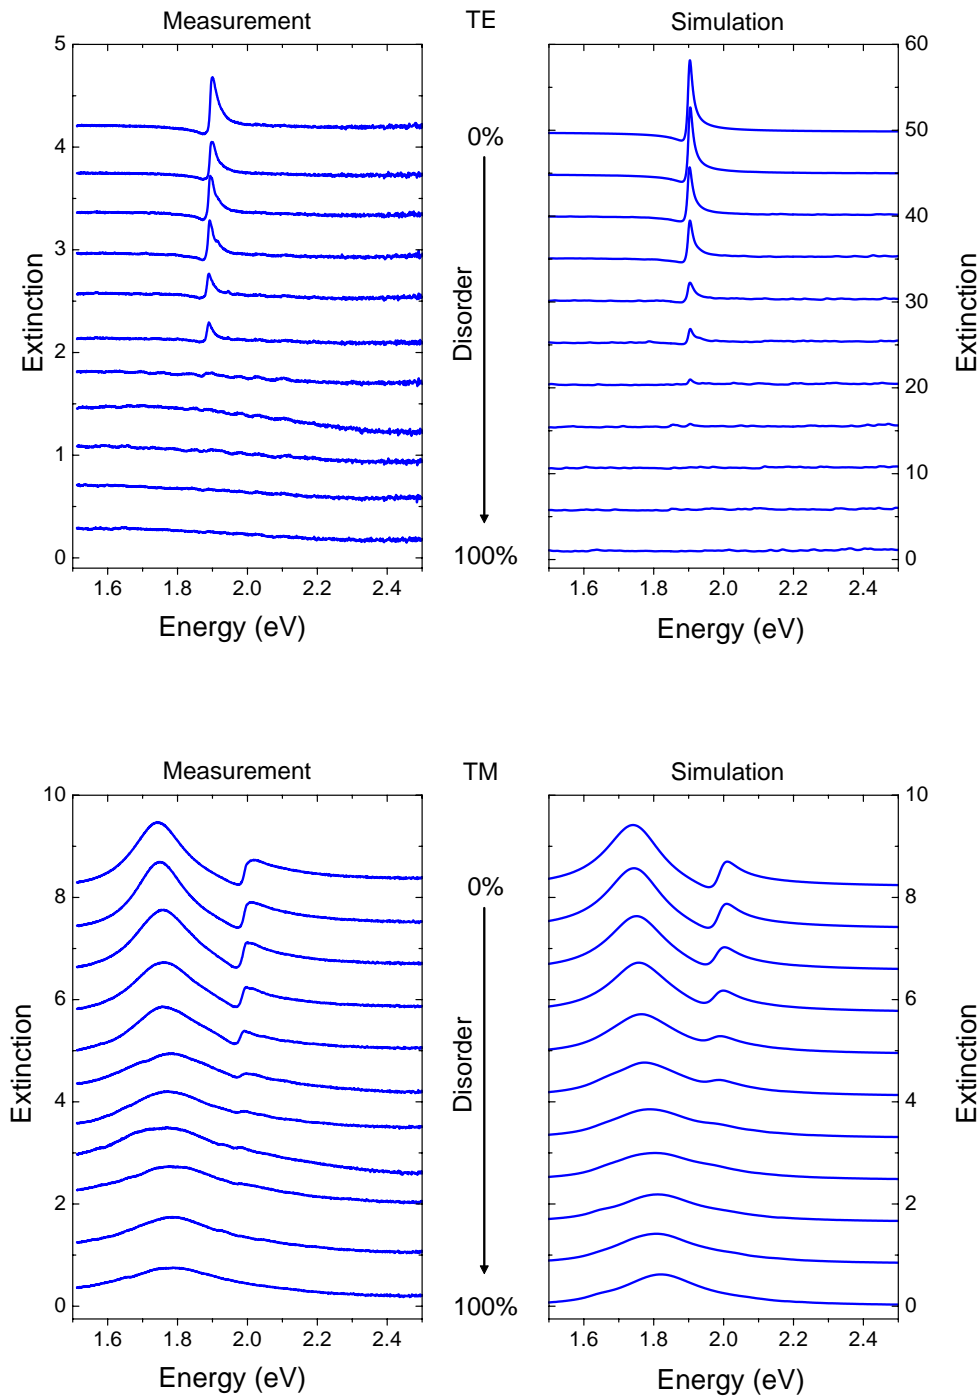 Measurement TE Simulation
5 60
4 0% 50
3 40
Extinction Disorder Extinction
2 30
1 20
10
0 100% 0
1.6 1.8 2.0 2.2 2.4 1.6 1.8 2.0 2.2 2.4
Energy (eV) Energy (eV)
Measurement TM Simulation
10 10
8 0% 8
6 6
Extinction Disorder Extinction
4 4
2 2
0 100% 0
1.6 1.8 2.0 2.2 2.4 1.6 1.8 2.0 2.2 2.4
Energy (eV) Energy (eV)